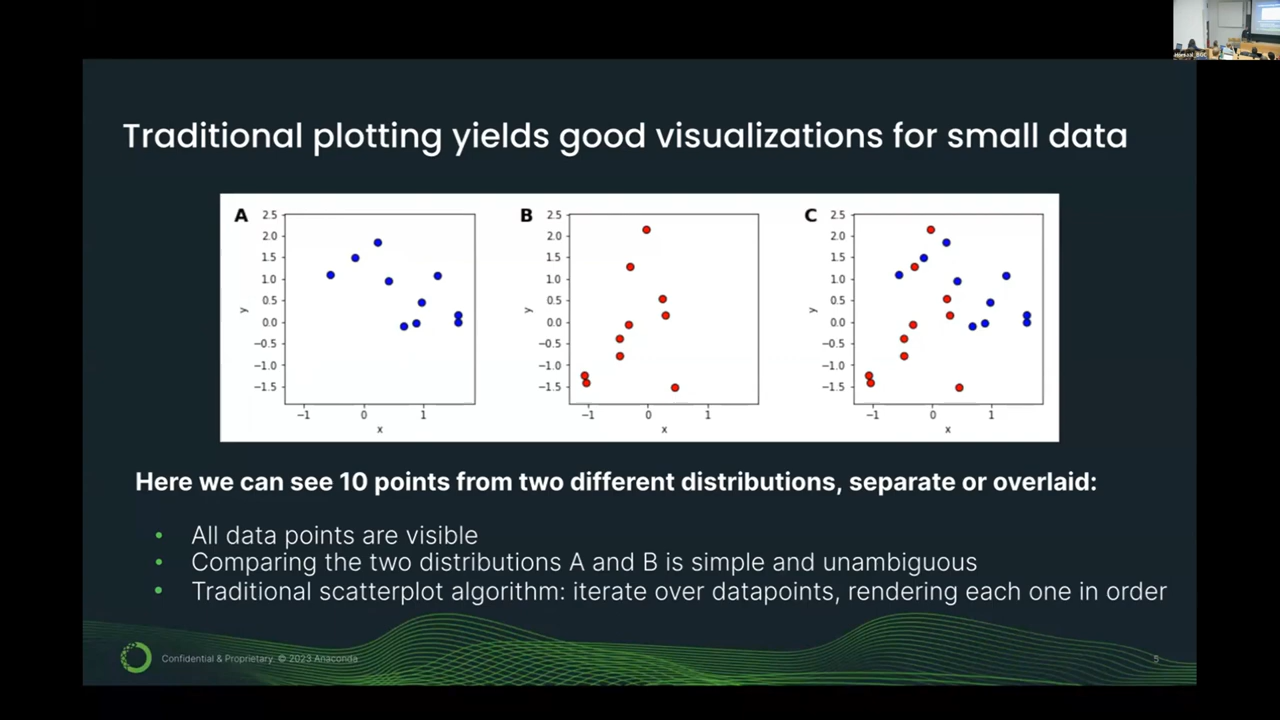 Traditional plotting yields good visualizations for small data
A
2.5
2.0
1.5
1.0
0.5
0.0
−0.5
−1.0
−1.5
y
−1 0 1
x
B
2.5
2.0
1.5
1.0
0.5
0.0
−0.5
−1.0
−1.5
y
−1 0 1
x
C
2.5
2.0
1.5
1.0
0.5
0.0
−0.5
−1.0
−1.5
y
−1 0 1
x
Here we can see 10 points from two different distributions, separate or overlaid:
• All data points are visible
• Comparing the two distributions A and B is simple and unambiguous
• Traditional scatterplot algorithm: iterate over datapoints, rendering each one in order
Confidential & Proprietary. © 2023 Anaconda
5